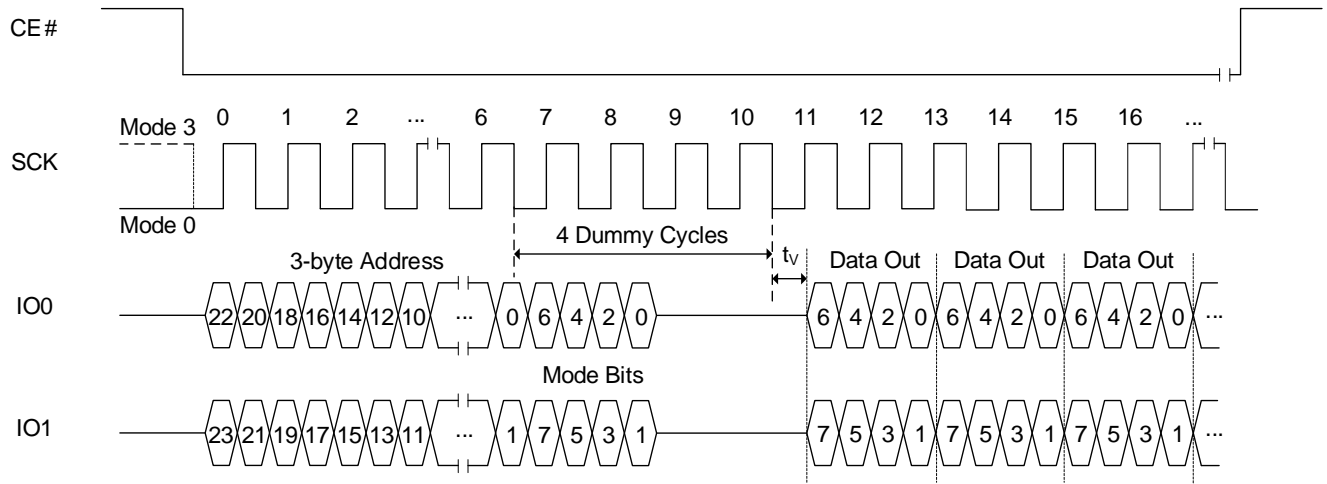 CE#
0 1 2 ... 6 7 8 9 10 11 12 13 14 15 16 ...
Mode 3
SCK
Mode 0
4 Dummy Cycles
3-byte Address tV Data Out Data Out Data Out
IO0 22 20 18 16 14 12 10 ... 0 6 4 2 0 6 4 2 0 6 4 2 0 6 4 2 0 ...
Mode Bits
IO1 23 21 19 17 15 13 11 ... 1 7 5 3 1 7 5 3 1 7 5 3 1 7 5 3 1 ...